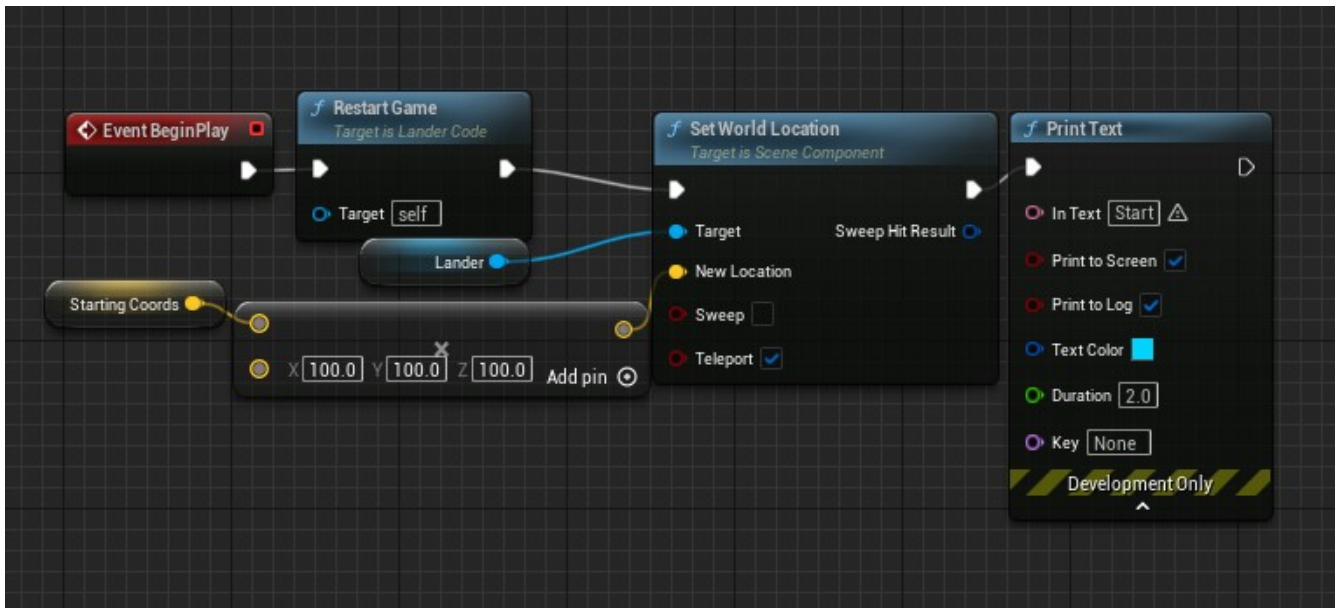 Event BeginPlay
f Restart Game
Target is Lander Code
Target self
Lander
Starting Coords
X 100.0 Y 100.0 Z 100.0 Add pin
f Set World Location
Target is Scene Component
Target Sweep Hit Result
New Location
Sweep
Teleport
f Print Text
In Text Start
Print to Screen
Print to Log
Text Color
Duration 2.0
Key None
Development Only